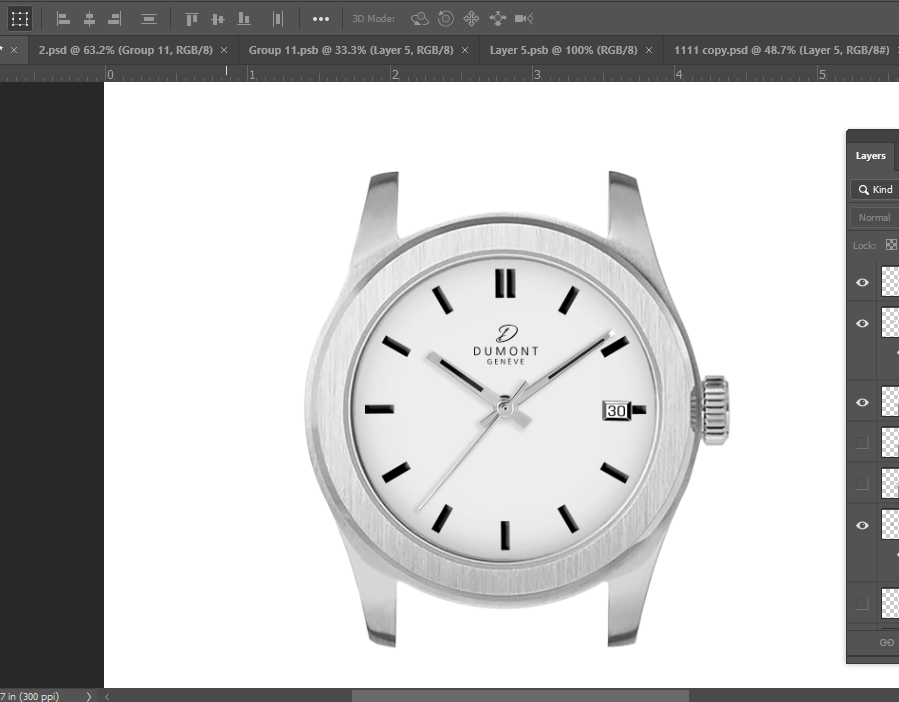 3D Mode:
2.psd @ 63.2% (Group 11, RGB/8) ×
Group 11.psb @ 33.3% (Layer 5, RGB/8) ×
Layer 5.psb @ 100% (RGB/8) ×
1111 copy.psd @ 48.7% (Layer 5, RGB/8#)
0 1 2 3 4 5
Layers
Kind
Normal
Lock:
D
DUMONT
GENÈVE
30
7 in (300 ppi)